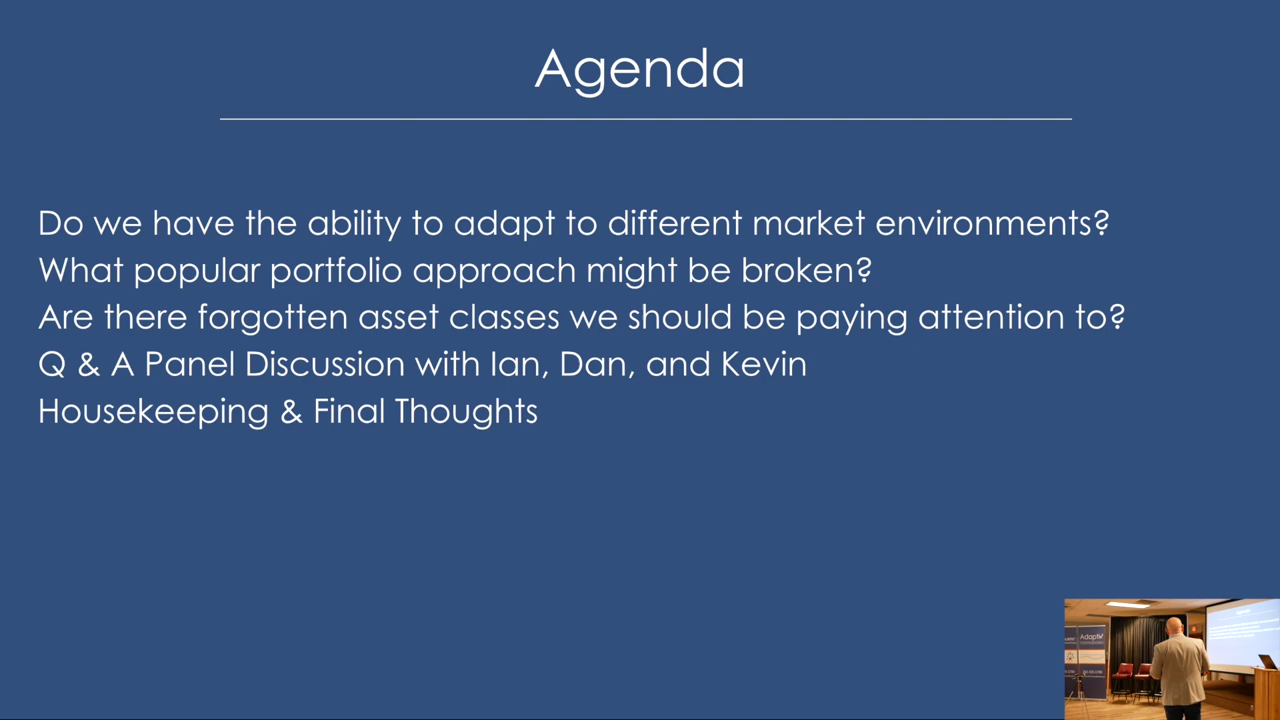 Agenda
Do we have the ability to adapt to different market environments?
What popular portfolio approach might be broken?
Are there forgotten asset classes we should be paying attention to?
Q & A Panel Discussion with Ian, Dan, and Kevin
Housekeeping & Final Thoughts
Adaptiv